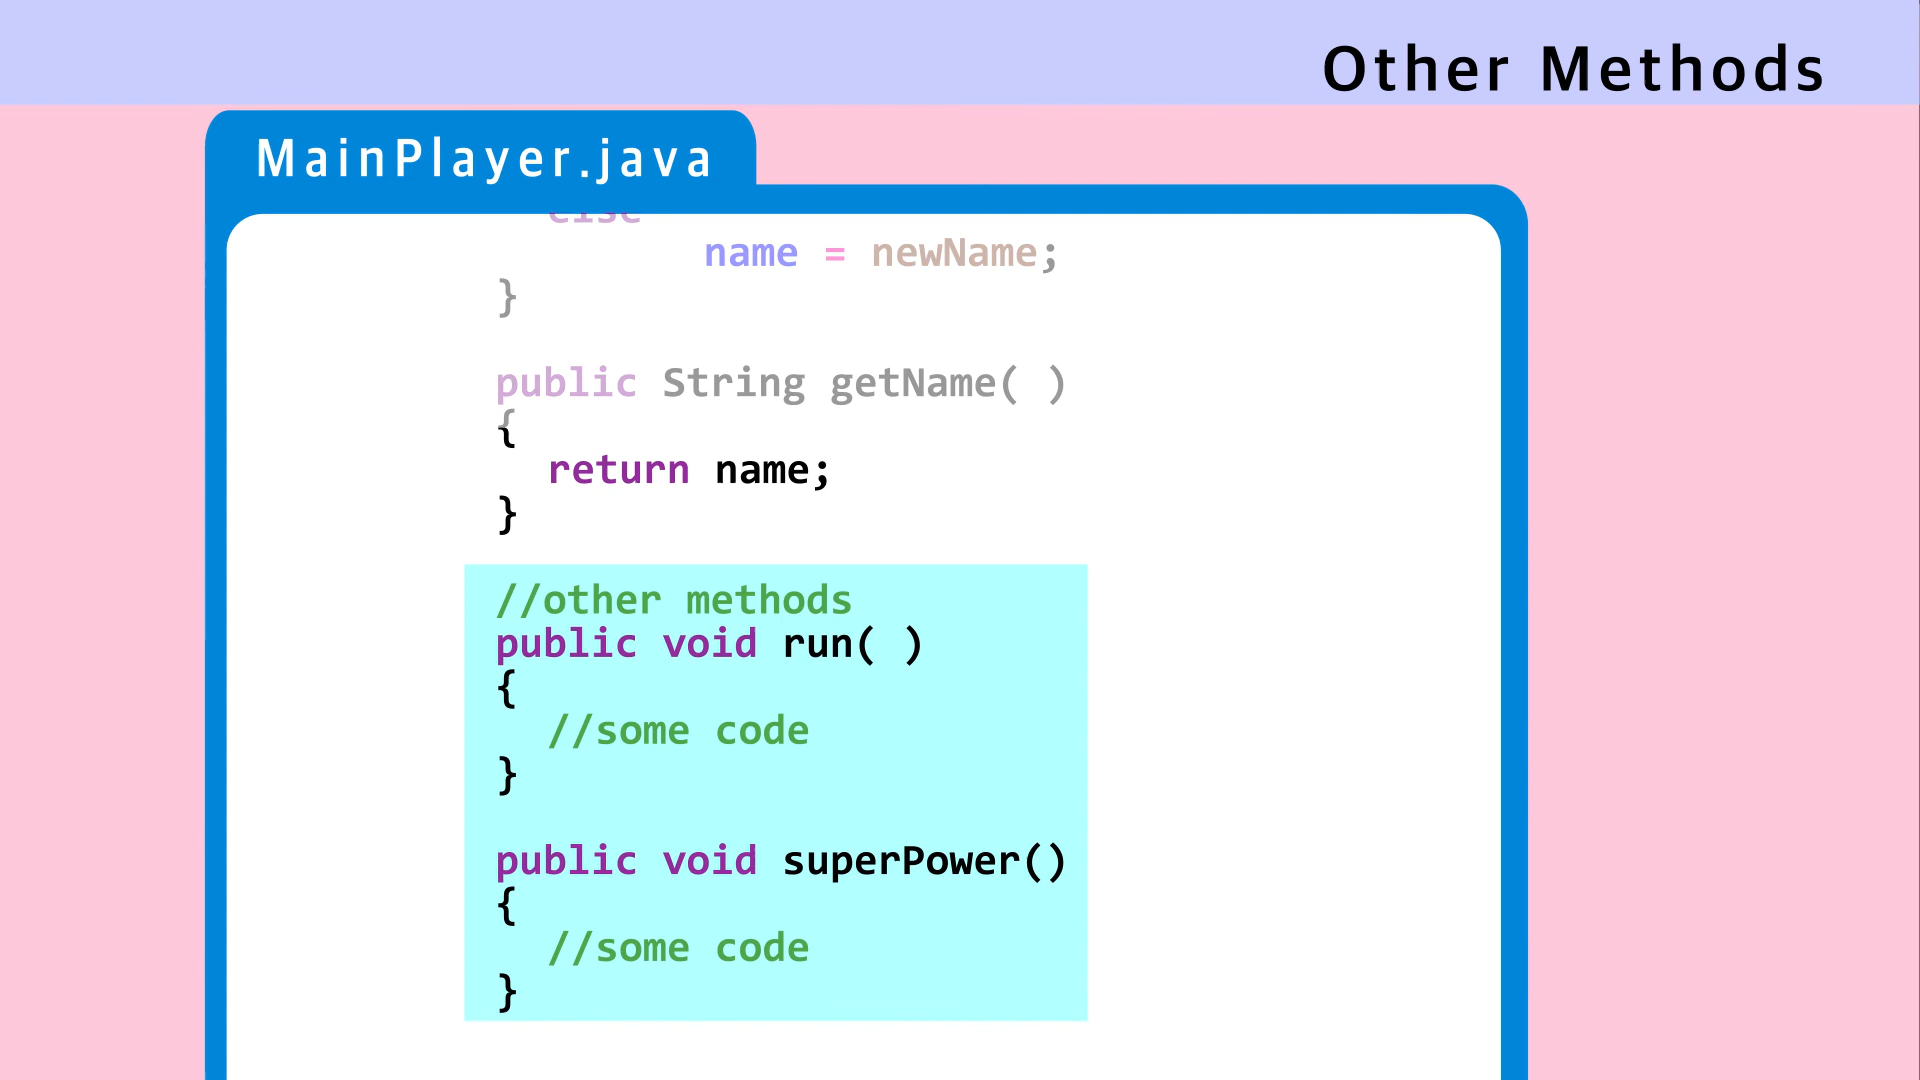 Other Methods
MainPlayer.java
else
name = newName;
}
public String getName( )
{
return name;
}
//other methods
public void run( )
{
//some code
}
public void superPower()
{
//some code
}